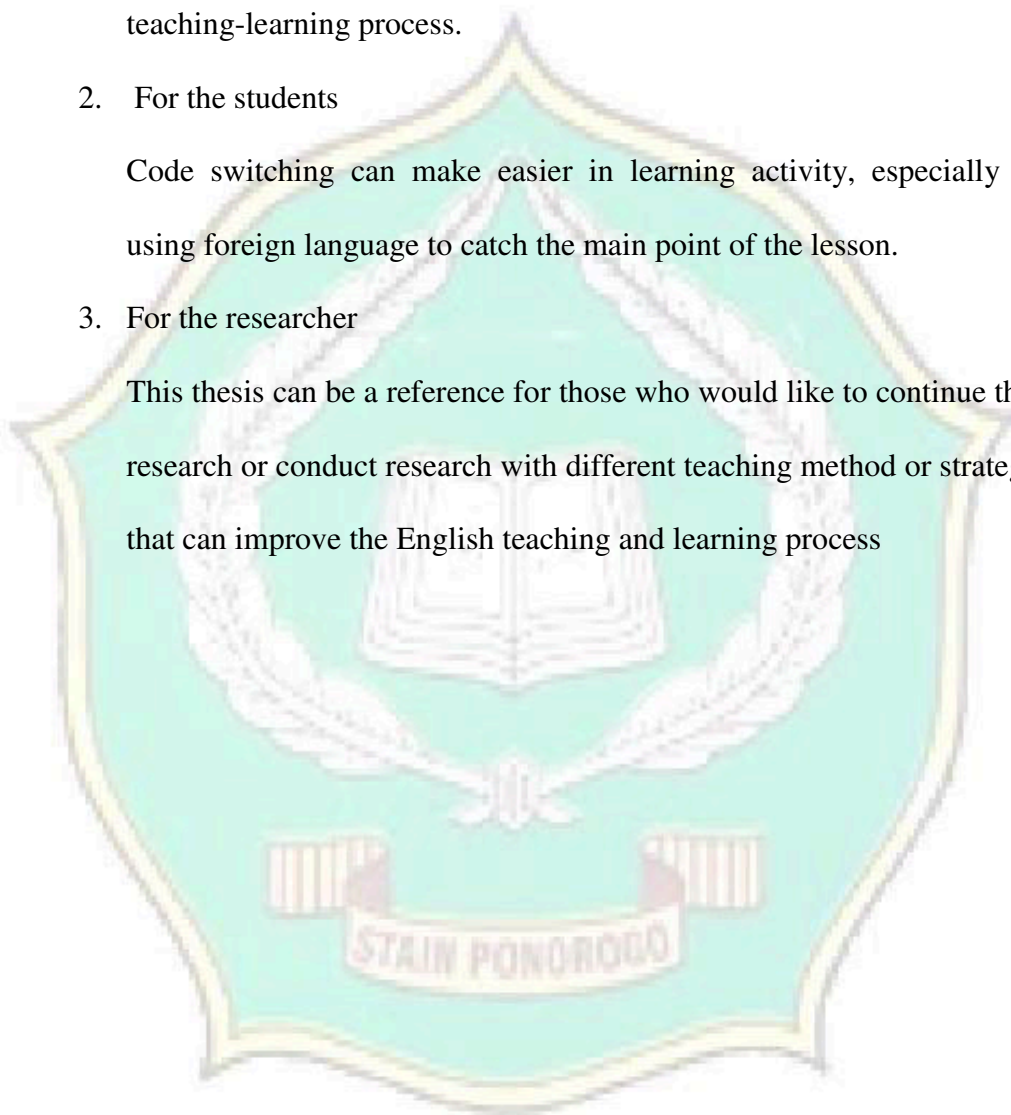 teaching-learning process.
2. For the students
Code switching can make easier in learning activity, especially
using foreign language to catch the main point of the lesson.
3. For the researcher
This thesis can be a reference for those who would like to continue th
research or conduct research with different teaching method or strateg
that can improve the English teaching and learning process
STAIN PONOROGO